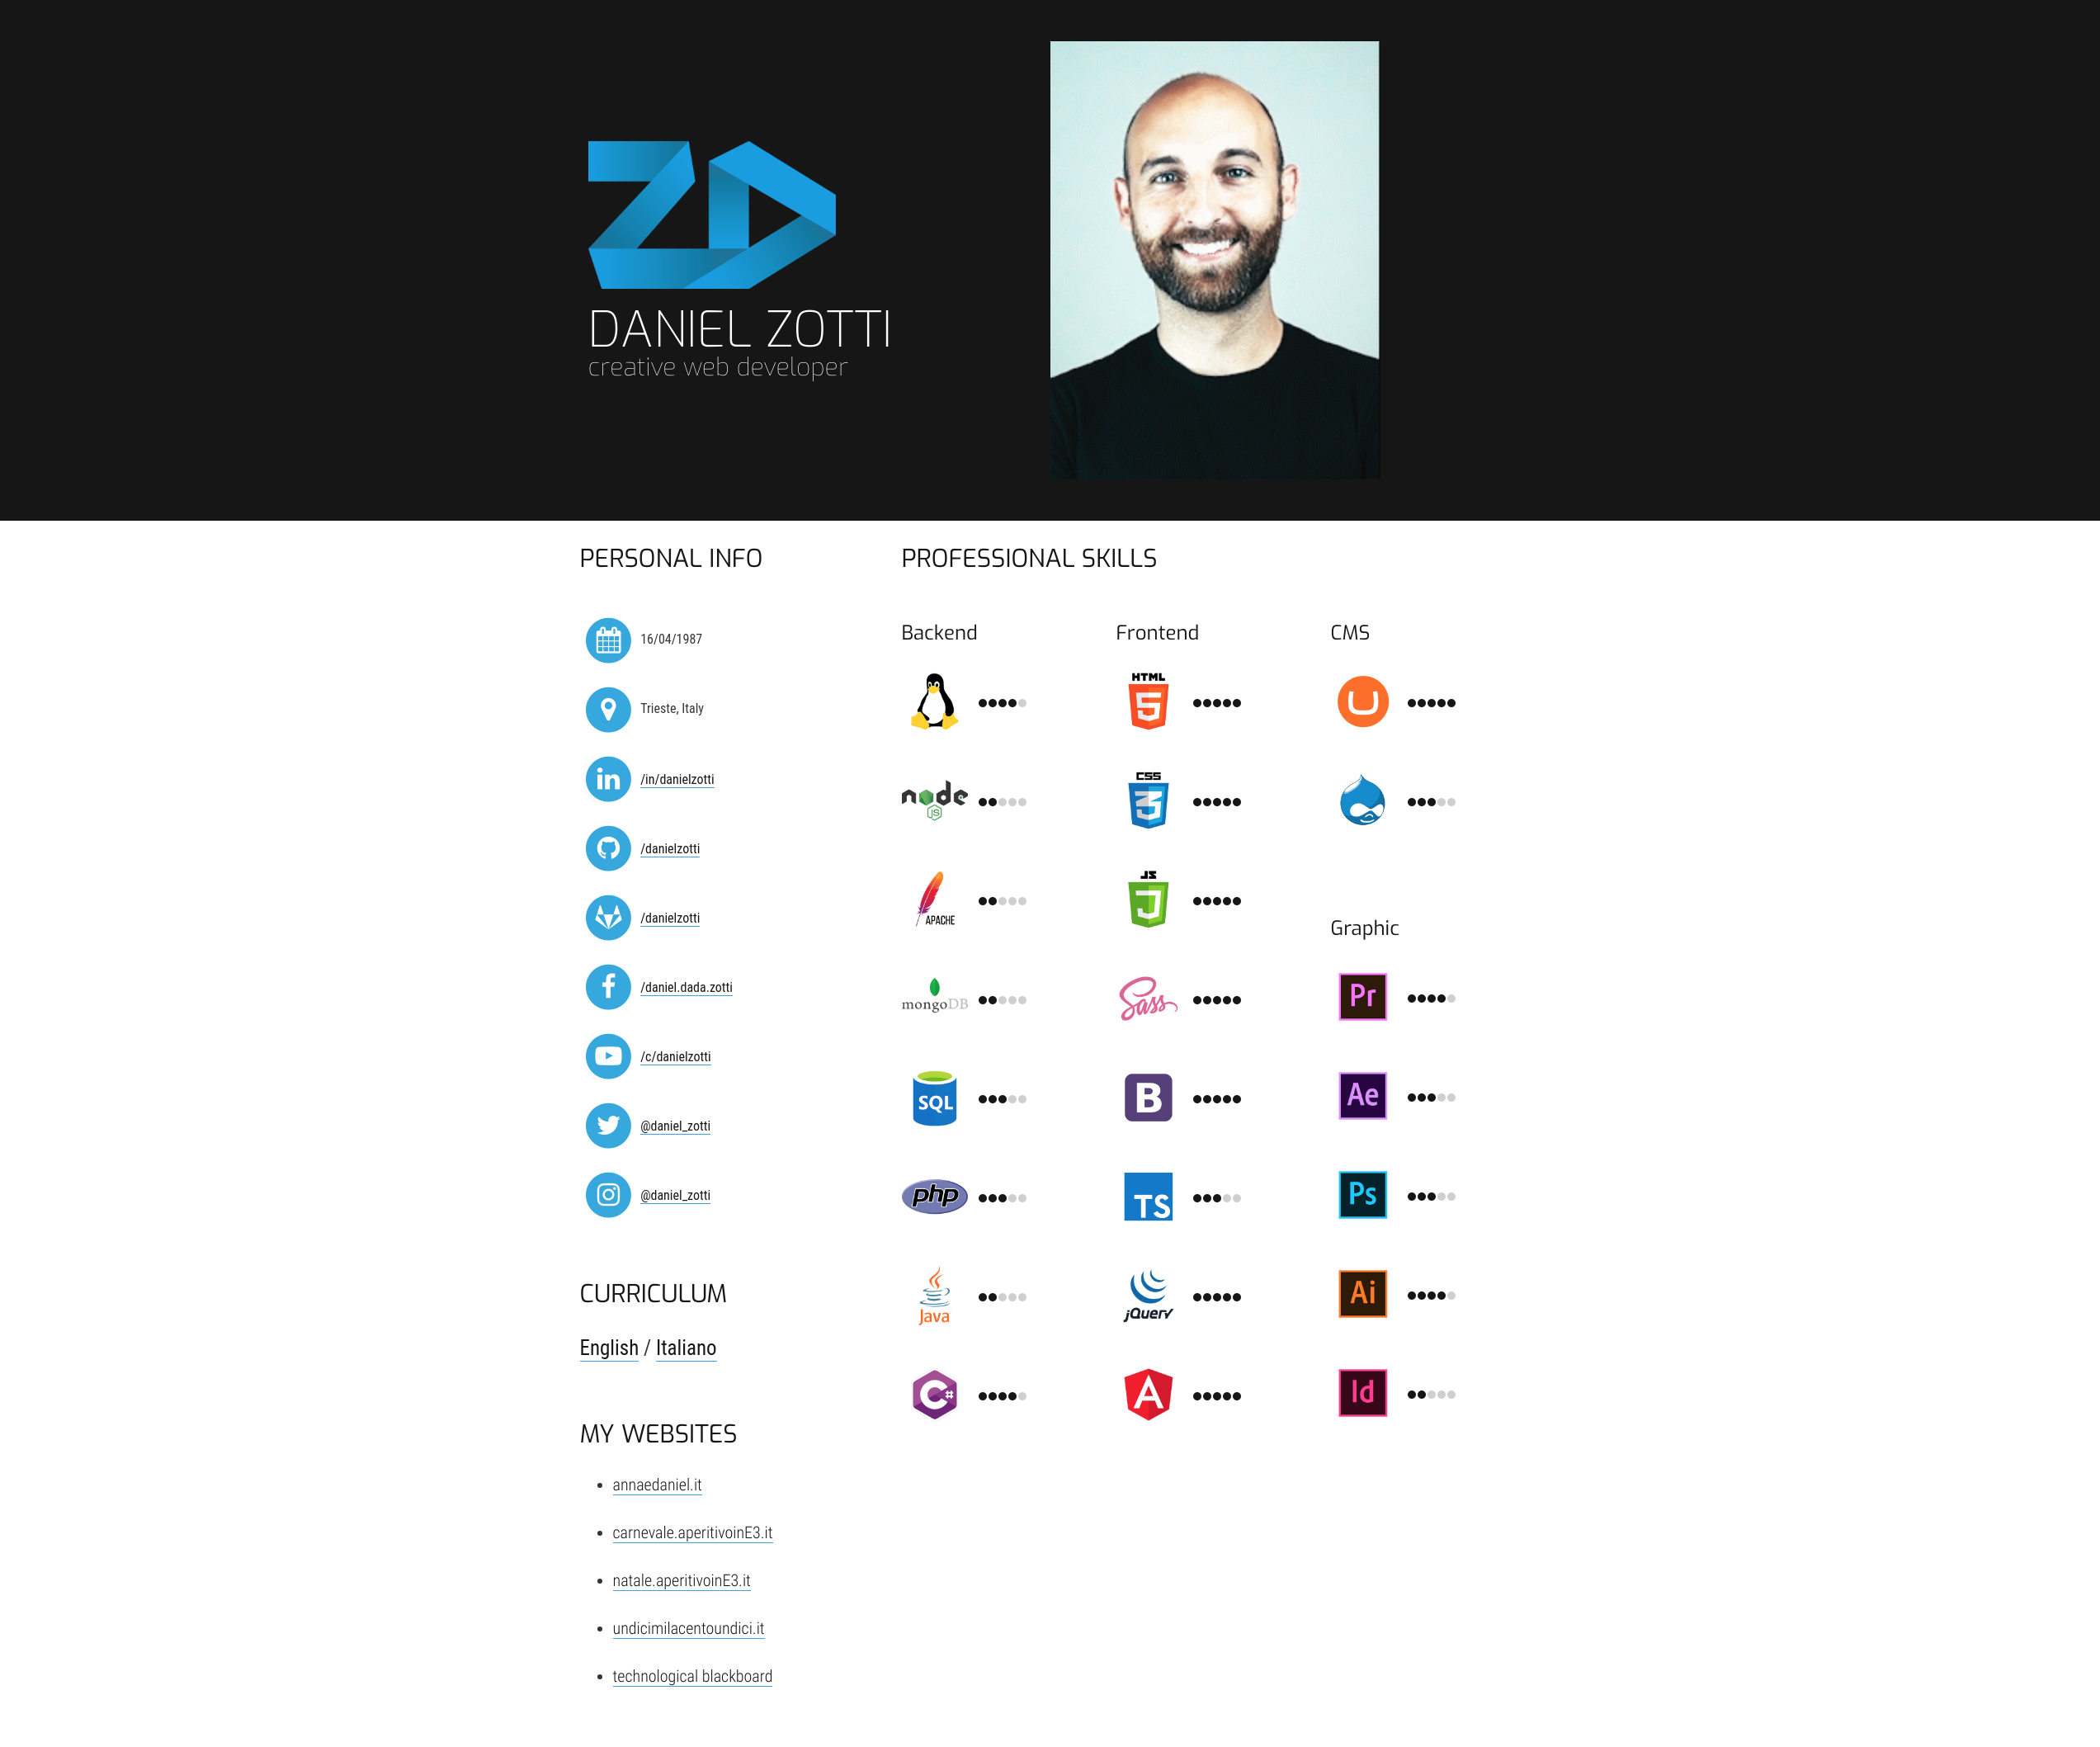 DANIEL ZOTTI
creative web developer
PERSONAL INFO
16/04/1987
Trieste, Italy
/in/danielzotti
/danielzotti
/danielzotti
/daniel.dada.zotti
/c/danielzotti
@daniel_zotti
@daniel_zotti
CURRICULUM
English / Italiano
MY WEBSITES
annaedaniel.it
carnevale.aperitivoinE3.it
natale.aperitivoinE3.it
undicimilacentoundici.it
technological blackboard
PROFESSIONAL SKILLS
Backend
node
JS
APACHE
mongoDB
SQL
php
Java
C#
Frontend
HTML
5
CSS
3
JS
J
Sass
B
TS
jQuery
A
CMS
U
Graphic
Pr
Ae
Ps
Ai
Id